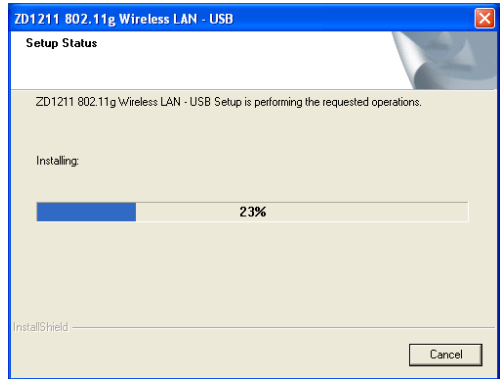 ZD1211 802.11g Wireless LAN - USB
Setup Status
ZD1211 802.11g Wireless LAN - USB Setup is performing the requested operations.
Installing:
23%
InstallShield
Cancel